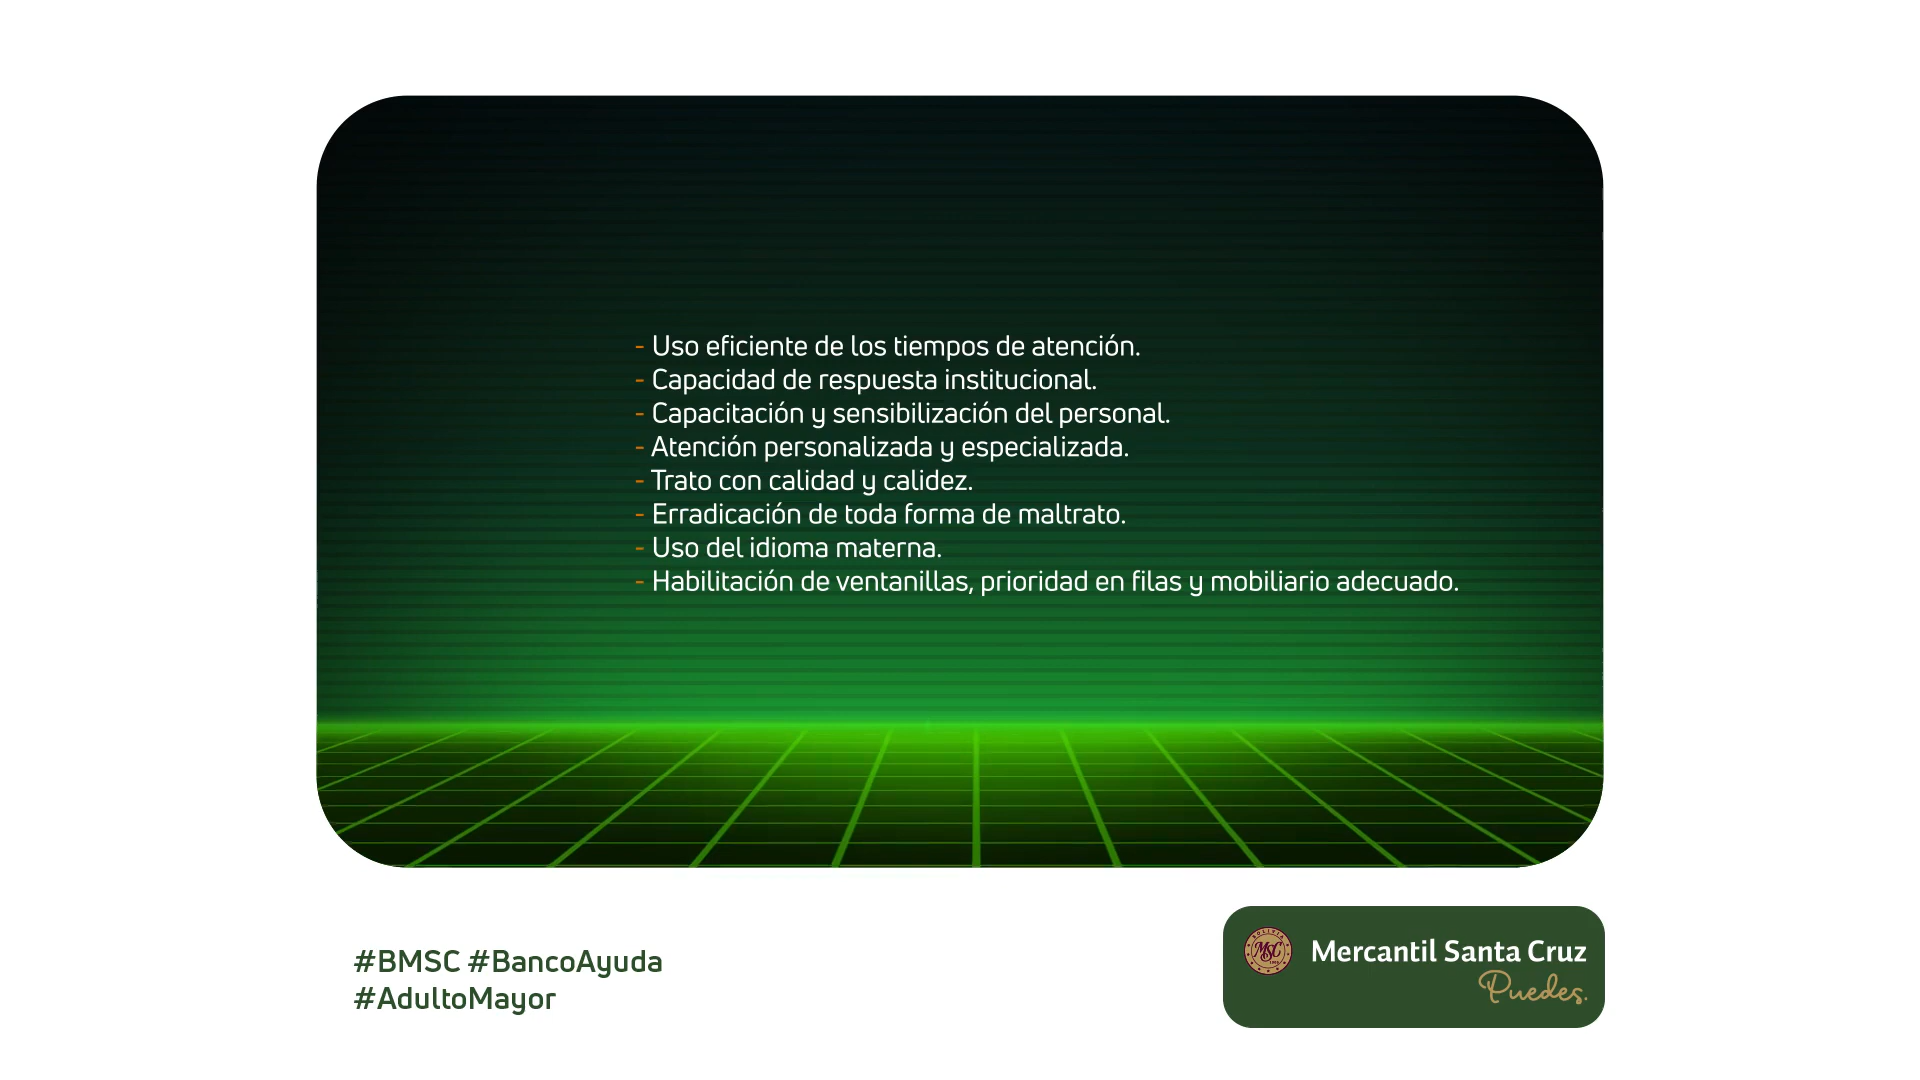 - Uso eficiente de los tiempos de atención.
- Capacidad de respuesta institucional.
- Capacitación y sensibilización del personal.
- Atención personalizada y especializada.
- Trato con calidad y calidez.
- Erradicación de toda forma de maltrato.
- Uso del idioma materna.
- Habilitación de ventanillas, prioridad en filas y mobiliario adecuado.
#BMSC #BancoAyuda
#AdultoMayor
BOLIVIA
MSC
Mercantil Santa Cruz
Puedes.